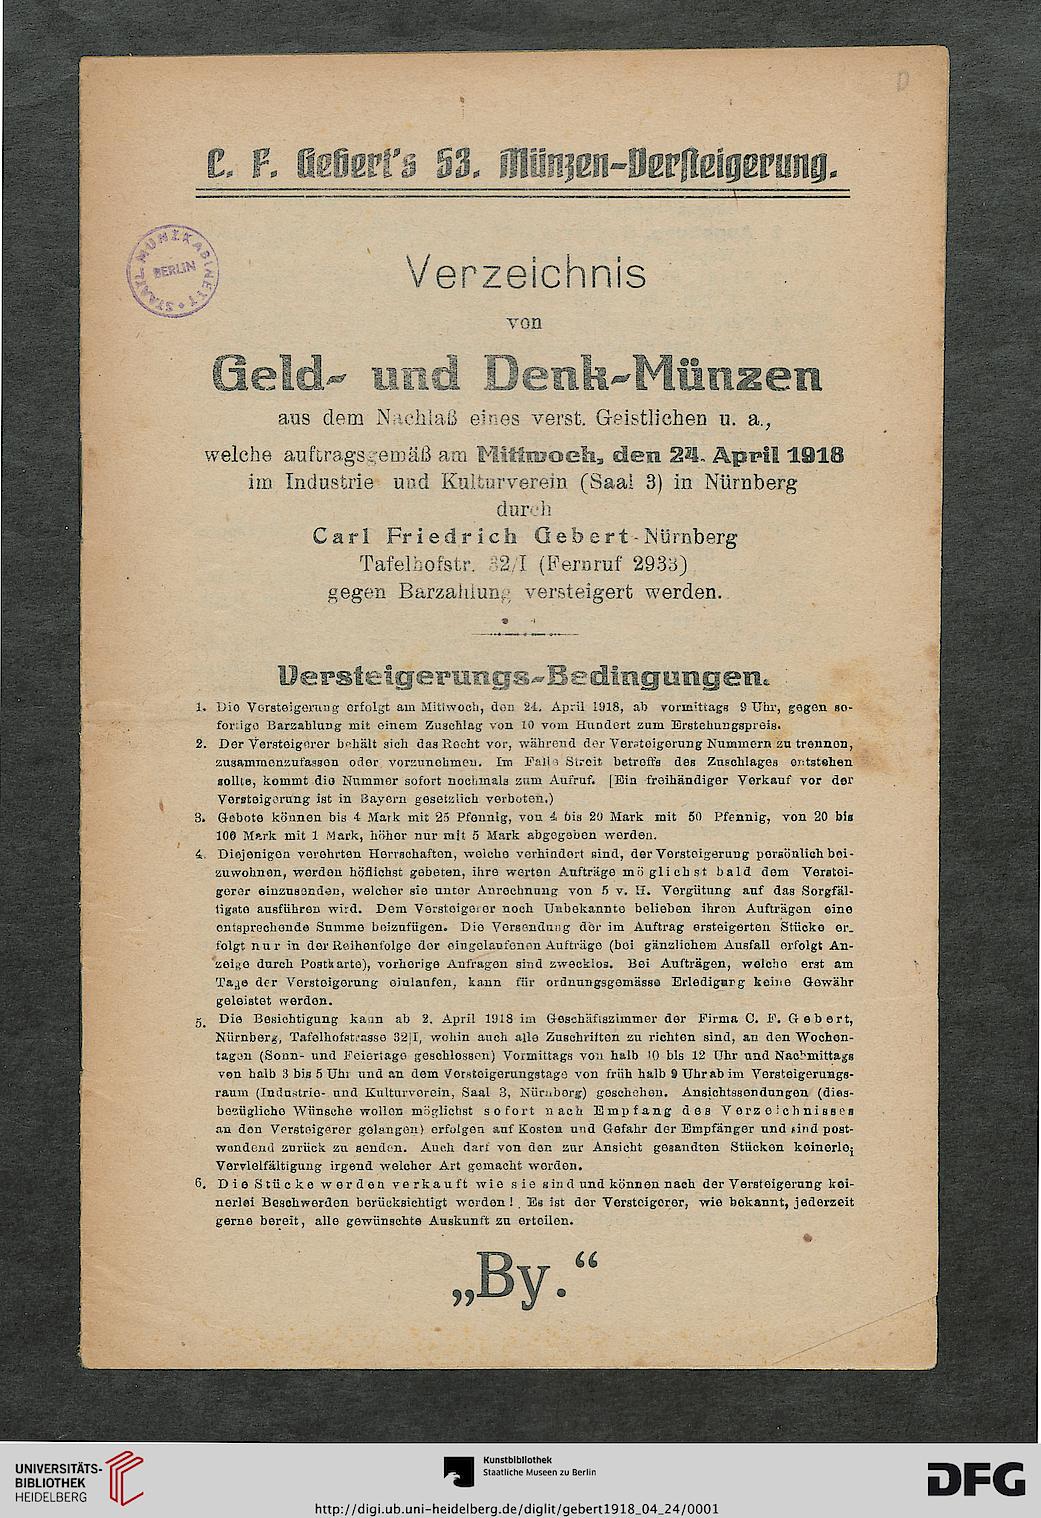 D
C. F. Gebert's 53. Münzen-Versteigerung.
STAATL. MÜNZKABINETT
BERLIN
Verzeichnis
von
Geld- und Denk-Münzen
aus dem Nachlaß eines verst. Geistlichen u. a.,
welche auftragsgemäß am Mittwoch, den 24. April 1918
im Industrie und Kulturverein (Saal 3) in Nürnberg
durch
Carl Friedrich Gebert-Nürnberg
Tafelhofstr. 32/I (Fernruf 2933)
gegen Barzahlung versteigert werden.
Versteigerungs-Bedingungen.
1. Die Versteigerung erfolgt am Mittwoch, den 24. April 1918, ab vormittags 9 Uhr, gegen so-
fortige Barzahlung mit einem Zuschlag von 10 vom Hundert zum Erstehungspreis.
2. Der Versteigerer behält sich das Recht vor, während der Versteigerung Nummern zu trennen,
zusammenzufassen oder vorzunehmen. Im Falle Streit betreffs des Zuschlages entstehen
sollte, kommt die Nummer sofort nochmals zum Aufruf. [Ein freihändiger Verkauf vor der
Versteigerung ist in Bayern gesetzlich verboten.)
3. Gebote können bis 4 Mark mit 25 Pfennig, von 4 bis 20 Mark mit 50 Pfennig, von 20 bis
100 Mark mit 1 Mark, höher nur mit 5 Mark abgegeben werden.
4. Diejenigen verehrten Herrschaften, welche verhindert sind, der Versteigerung persönlich bei-
zuwohnen, werden höflichst gebeten, ihre werten Aufträge möglichst bald dem Verstei-
gerer einzusenden, welcher sie unter Anrechnung von 5 v. H. Vergütung auf das Sorgfäl-
tigste ausführen wird. Dem Versteigerer noch Unbekannte belieben ihren Aufträgen eine
entsprechende Summe beizufügen. Die Versendung der im Auftrag ersteigerten Stücke er-
folgt nur in der Reihenfolge der eingelaufenen Aufträge (bei gänzlichem Ausfall erfolgt An-
zeige durch Postkarte), vorherige Anfragen sind zwecklos. Bei Aufträgen, welche erst am
Tage der Versteigerung einlaufen, kann für ordnungsgemässe Erledigung keine Gewähr
geleistet werden.
5. Die Besichtigung kann ab 2. April 1918 im Geschäftszimmer der Firma C. F. Gebert,
Nürnberg, Tafelhofstrasse 32|I, wohin auch alle Zuschriften zu richten sind, an den Wochen-
tagen (Sonn- und Feiertage geschlossen) Vormittags von halb 10 bis 12 Uhr und Nachmittags
von halb 3 bis 5 Uhr und an dem Versteigerungstage von früh halb 9 Uhr ab im Versteigerungs-
raum (Industrie- und Kulturverein, Saal 3, Nürnberg) geschehen. Ansichtssendungen (dies-
bezügliche Wünsche wollen möglichst sofort nach Empfang des Verzeichnisses
an den Versteigerer gelangen) erfolgen auf Kosten und Gefahr der Empfänger und sind post-
wendend zurück zu senden. Auch darf von den zur Ansicht gesandten Stücken keinerlei
Vervielfältigung irgend welcher Art gemacht werden.
6. Die Stücke werden verkauft wie sie sind und können nach der Versteigerung kei-
nerlei Beschwerden berücksichtigt werden! Es ist der Versteigerer, wie bekannt, jederzeit
gerne bereit, alle gewünschte Auskunft zu erteilen.
„By.“
UNIVERSITÄTS-
BIBLIOTHEK
HEIDELBERG
Kunstbibliothek
Staatliche Museen zu Berlin
DFG
http://digi.ub.uni-heidelberg.de/diglit/gebert1918_04_24/0001